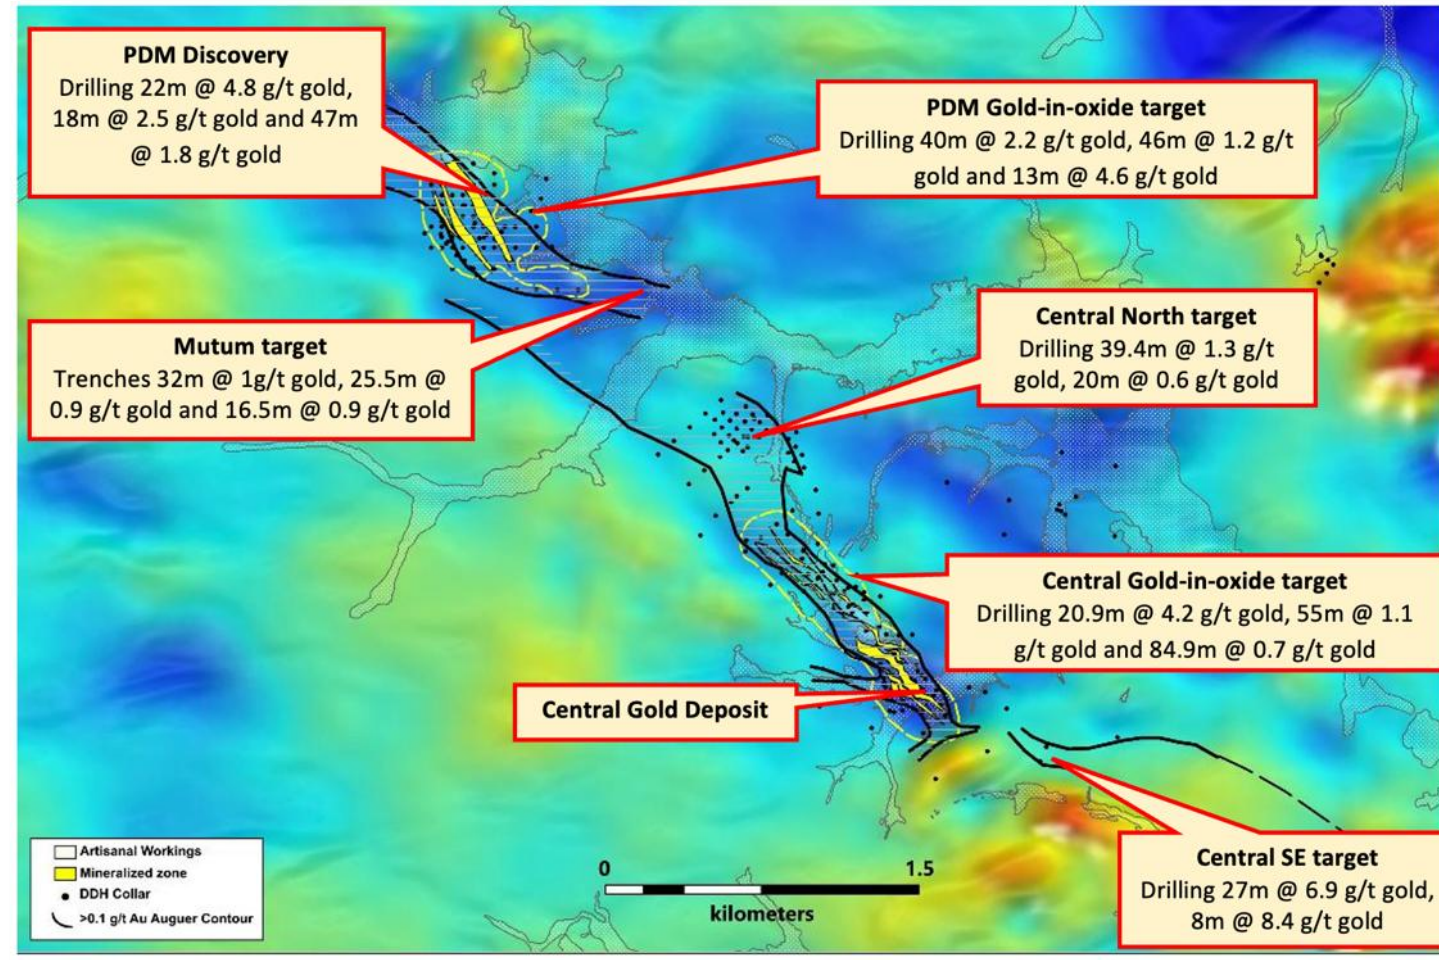 PDM Discovery
Drilling 22m @ 4.8 g/t gold,
18m @ 2.5 g/t gold and 47m
@ 1.8 g/t gold
PDM Gold-in-oxide target
Drilling 40m @ 2.2 g/t gold, 46m @ 1.2 g/t
gold and 13m @ 4.6 g/t gold
Mutum target
Trenches 32m @ 1g/t gold, 25.5m @
0.9 g/t gold and 16.5m @ 0.9 g/t gold
Central North target
Drilling 39.4m @ 1.3 g/t
gold, 20m @ 0.6 g/t gold
Central Gold-in-oxide target
Drilling 20.9m @ 4.2 g/t gold, 55m @ 1.1
g/t gold and 84.9m @ 0.7 g/t gold
Central Gold Deposit
Central SE target
Drilling 27m @ 6.9 g/t gold,
8m @ 8.4 g/t gold
Artisanal Workings
Mineralized zone
DDH Collar
>0.1 g/t Au Auguer Contour
0 1.5
kilometers